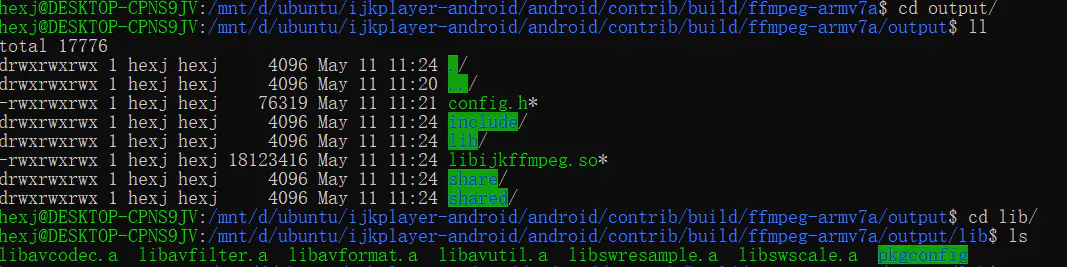 hexj@DESKTOP-CPNS9JV:/mnt/d/ubuntu/ijkplayer-android/android/contrib/build/ffmpeg-armv7a$ cd output/
hexj@DESKTOP-CPNS9JV:/mnt/d/ubuntu/ijkplayer-android/android/contrib/build/ffmpeg-armv7a/output$ ll
total 17776
drwxrwxrwx 1 hexj hexj     4096 May 11 11:24 ./
drwxrwxrwx 1 hexj hexj     4096 May 11 11:20 ../
-rwxrwxrwx 1 hexj hexj    76319 May 11 11:21 config.h*
drwxrwxrwx 1 hexj hexj     4096 May 11 11:24 include/
drwxrwxrwx 1 hexj hexj     4096 May 11 11:24 lib/
-rwxrwxrwx 1 hexj hexj 18123416 May 11 11:24 libijkffmpeg.so*
drwxrwxrwx 1 hexj hexj     4096 May 11 11:24 share/
drwxrwxrwx 1 hexj hexj     4096 May 11 11:24 shared/
hexj@DESKTOP-CPNS9JV:/mnt/d/ubuntu/ijkplayer-android/android/contrib/build/ffmpeg-armv7a/output$ cd lib/
hexj@DESKTOP-CPNS9JV:/mnt/d/ubuntu/ijkplayer-android/android/contrib/build/ffmpeg-armv7a/output/lib$ ls
libavcodec.a  libavfilter.a  libavformat.a  libavutil.a  libswresample.a  libswscale.a  pkgconfig